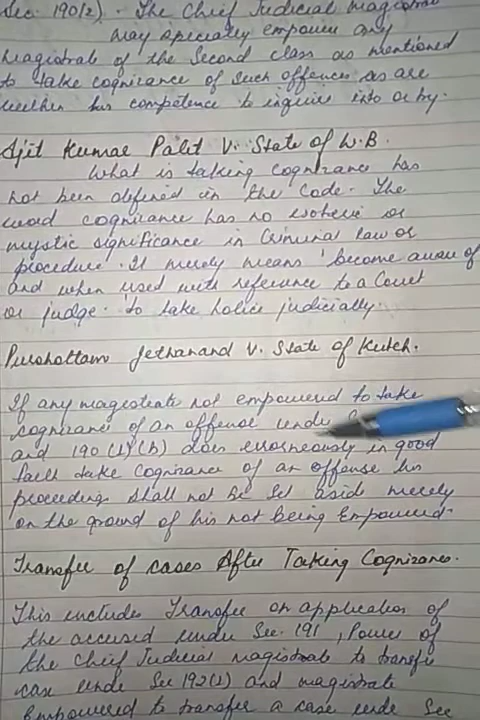 Sec. 190(2). The Chief Judicial magistrate
may specially empower any
Magistrate of the Second class as mentioned
to take cognizance of such offences as are
within his competence to inquire into or try.
Ajit Kumar Palit V. State of W.B.
What is taking cognizance has
not been defined in the Code. The
word cognizance has no esoteric or
mystic significance in Criminal law or
procedure. It merely means 'become aware of
and when used with reference to a Court
or judge. to take notice judicially.
Purshottam Jethanand V. State of Kutch.
If any magistrate not empowered to take
cognizance of an offense under
and 190 (1) (b) does erroneously in good
faith take Cognizance of an offense his
proceeding shall not be set aside merely
on the ground of his not being Empowered.
Transfer of cases After Taking Cognizance.
This include Transfer on application of
the accused under Sec. 191, Power of
the Chief Judicial magistrate to transfer
case under Sec 192(1) and magistrate
empowered to transfer a case under Sec